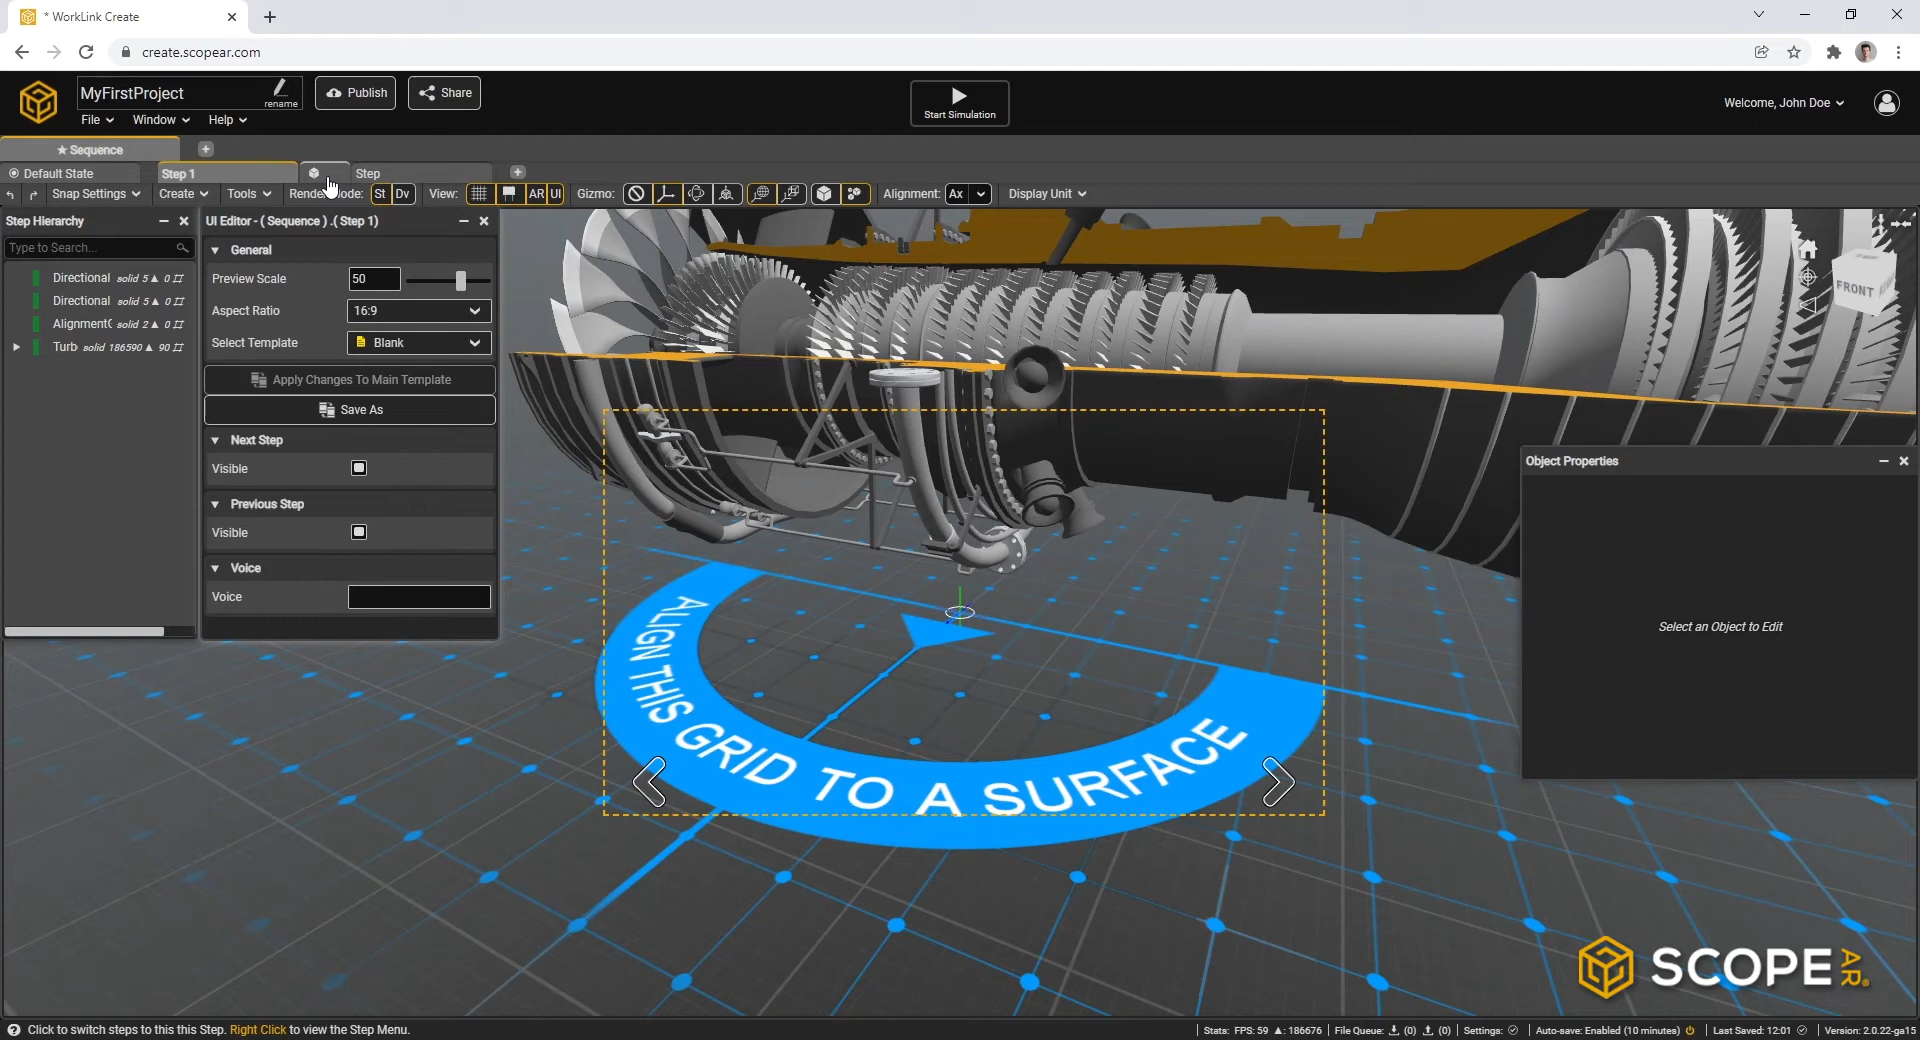 * WorkLink Create
create.scopear.com
MyFirstProject
rename
Publish
Share
File Window Help
Start Simulation
Welcome, John Doe
★ Sequence
Default State
Step 1
Step
Snap Settings Create Tools
St Dv
View:
AR UI
Gizmo:
Alignment: Ax
Display Unit
Step Hierarchy
Type to Search...
Directional solid 5 ▲ 0
Directional solid 5 ▲ 0
solid 2 ▲ 0
Turb solid 186590 ▲ 90
UI Editor - ( Sequence ) .( Step 1)
General
Preview Scale 50
Aspect Ratio 16:9
Select Template Blank
Apply Changes To Main Template
Save As
Next Step
Visible
Previous Step
Visible
Voice
Voice
FRONT
Object Properties
Select an Object to Edit
ALIGN THIS GRID TO A SURFACE
SCOPE AR®
Click to switch steps to this this Step. Right Click to view the Step Menu.
Stats: FPS: 59 ▲: 186676 | File Queue: (0) (0) | Settings: | Auto-save: Enabled (10 minutes) | Last Saved: 12:01 | Version: 2.0.22-ga15